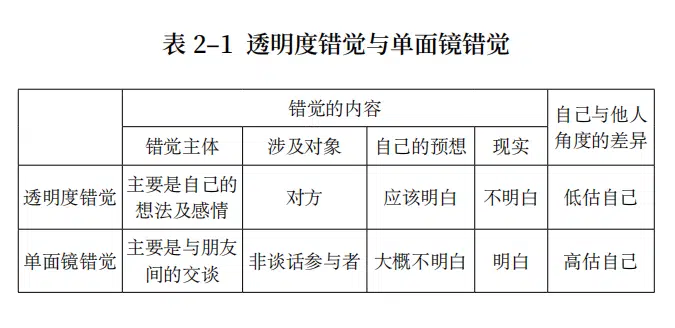 表 2-1 透明度错觉与单面镜错觉
错觉的内容
自己与他人
角度的差异
错觉主体 涉及对象 自己的预想 现实
透明度错觉 主要是自己的 对方 应该明白 不明白 低估自己
想法及感情
单面镜错觉 主要是与朋友 非谈话参与者 大概不明白 明白 高估自己
间的交谈